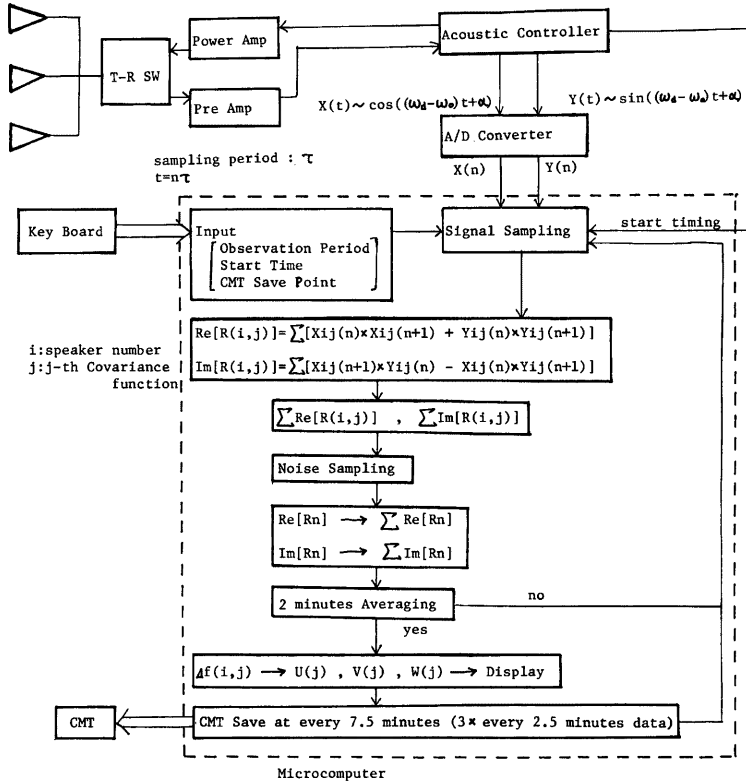 Power Amp
Acoustic Controller
T-R SW
Pre Amp
X(t)~cos((ωd-ωo)t+α)
Y(t)~sin((ωd-ωo)t+α)
A/D Converter
sampling period : τ
t=nτ
X(n)
Y(n)
Key Board
Input
Observation Period
Start Time
CMT Save Point
Signal Sampling
start timing
Re[R(i,j)]=∑[Xij(n)×Xij(n+1) + Yij(n)×Yij(n+1)]
Im[R(i,j)]=∑[Xij(n+1)×Yij(n) - Xij(n)×Yij(n+1)]
i:speaker number
j:j-th Covariance
function
∑Re[R(i,j)] , ∑Im[R(i,j)]
Noise Sampling
Re[Rn] → ∑ Re[Rn]
Im[Rn] → ∑ Im[Rn]
2 minutes Averaging
no
yes
Δf(i,j) → U(j) , V(j) , W(j) → Display
CMT
CMT Save at every 7.5 minutes (3× every 2.5 minutes data)
Microcomputer